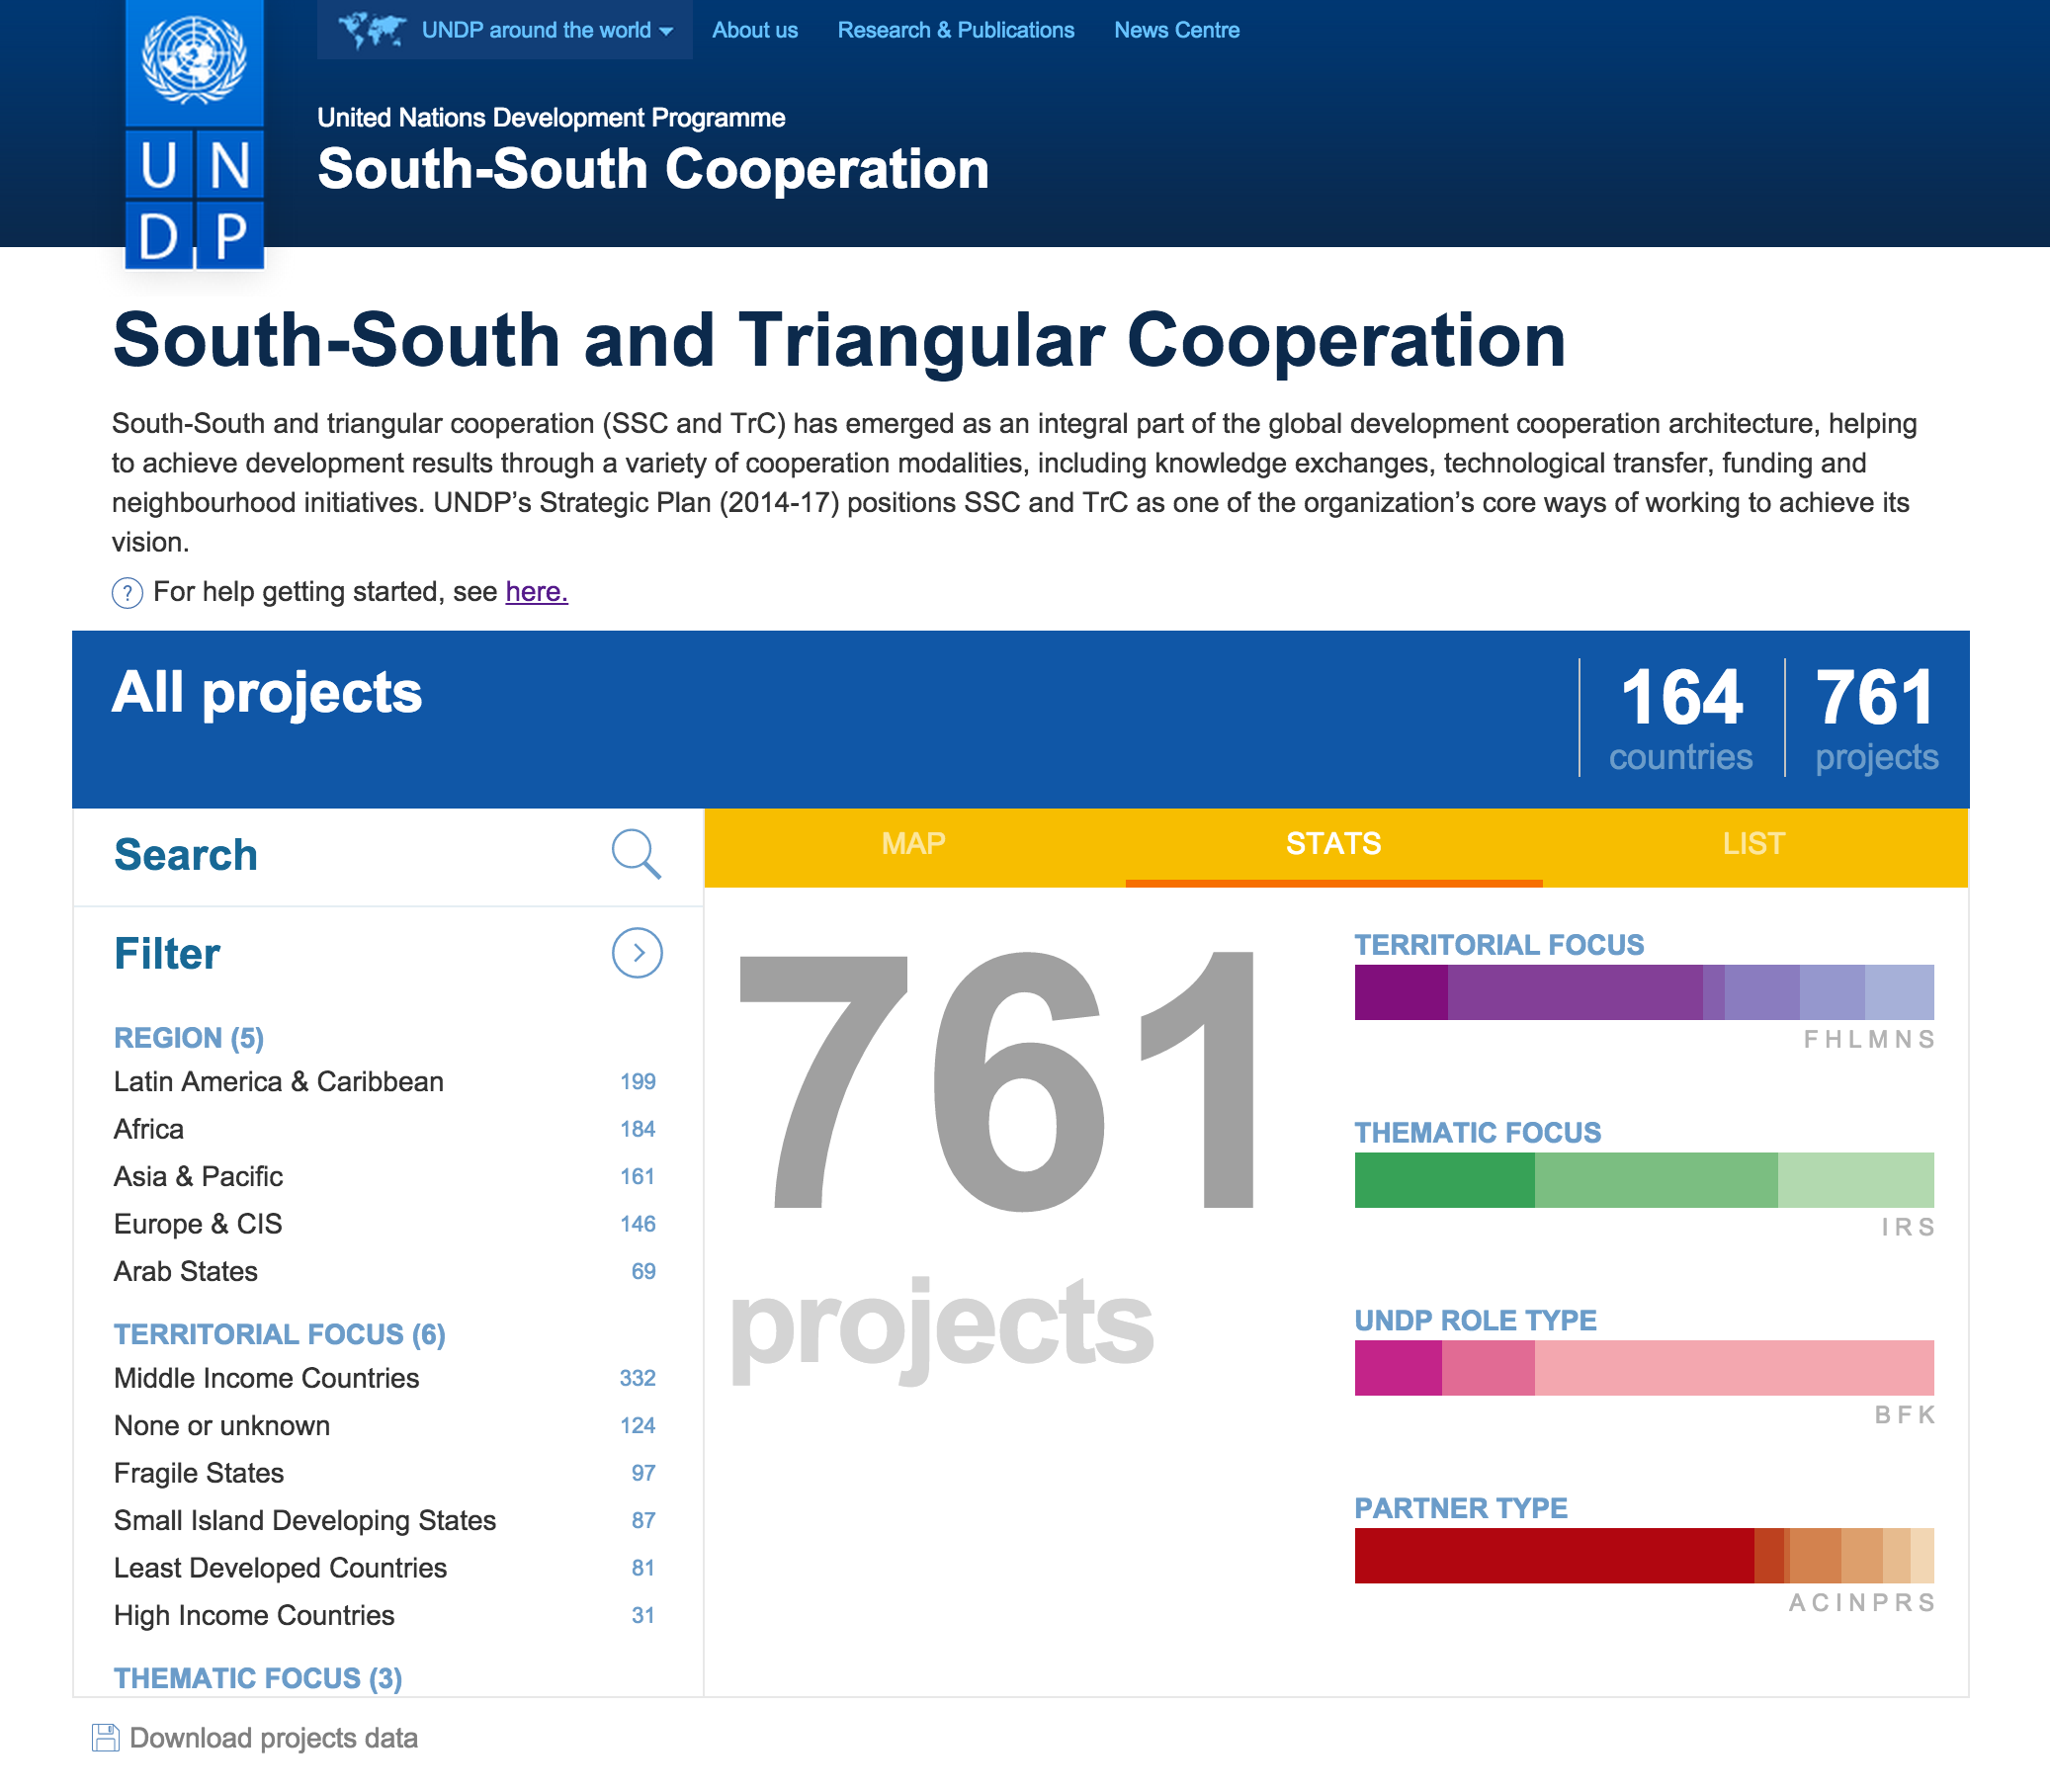 UNDP around the world
About us
Research & Publications
News Centre
U N
D P
United Nations Development Programme
South-South Cooperation
South-South and Triangular Cooperation
South-South and triangular cooperation (SSC and TrC) has emerged as an integral part of the global development cooperation architecture, helping
to achieve development results through a variety of cooperation modalities, including knowledge exchanges, technological transfer, funding and
neighbourhood initiatives. UNDP’s Strategic Plan (2014-17) positions SSC and TrC as one of the organization’s core ways of working to achieve its
vision.
? For help getting started, see here.
All projects
164
countries
761
projects
Search
Filter
REGION (5)
Latin America & Caribbean 199
Africa 184
Asia & Pacific 161
Europe & CIS 146
Arab States 69
TERRITORIAL FOCUS (6)
Middle Income Countries 332
None or unknown 124
Fragile States 97
Small Island Developing States 87
Least Developed Countries 81
High Income Countries 31
THEMATIC FOCUS (3)
MAP
STATS
LIST
761
projects
TERRITORIAL FOCUS
F H L M N S
THEMATIC FOCUS
I R S
UNDP ROLE TYPE
B F K
PARTNER TYPE
A C I N P R S
Download projects data